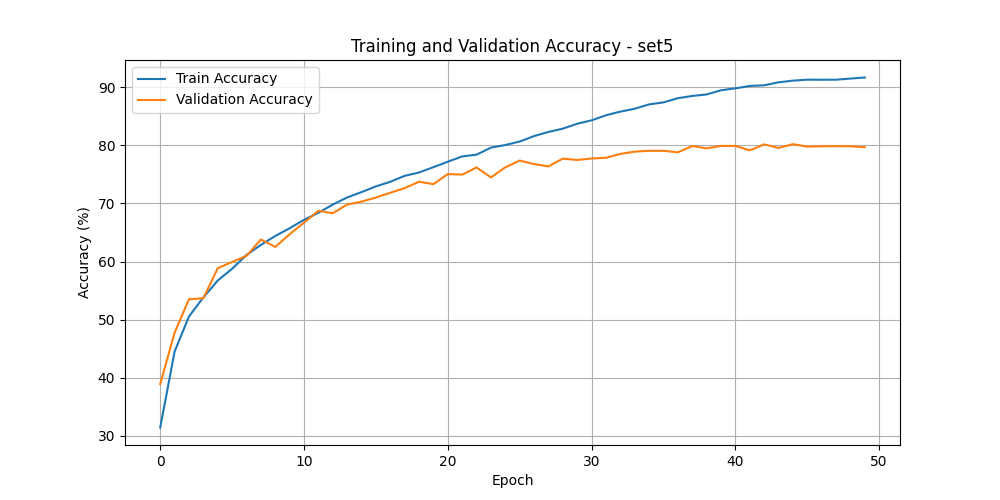 Training and Validation Accuracy - set5
Train Accuracy
Validation Accuracy
Accuracy (%)
90
80
70
60
50
40
30
0 10 20 30 40 50
Epoch